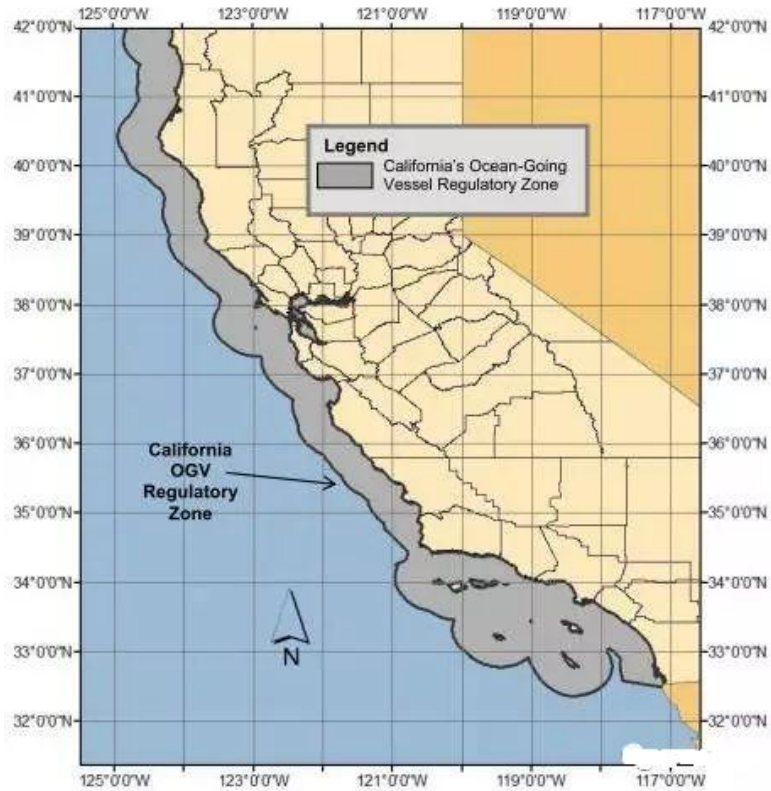 125°0'0"W 123°0'0"W 121°0'0"W 119°0'0"W 117°0'0"W
42°0'0"N 42°0'0"N
41°0'0"N 41°0'0"N
Legend
California's Ocean-Going
Vessel Regulatory Zone
40°0'0"N 40°0'0"N
39°0'0"N 39°0'0"N
38°0'0"N 38°0'0"N
37°0'0"N 37°0'0"N
36°0'0"N 36°0'0"N
California
OGV
Regulatory
Zone
35°0'0"N 35°0'0"N
34°0'0"N 34°0'0"N
33°0'0"N 33°0'0"N
N
32°0'0"N 32°0'0"N
125°0'0"W 123°0'0"W 121°0'0"W 119°0'0"W 117°0'0"W